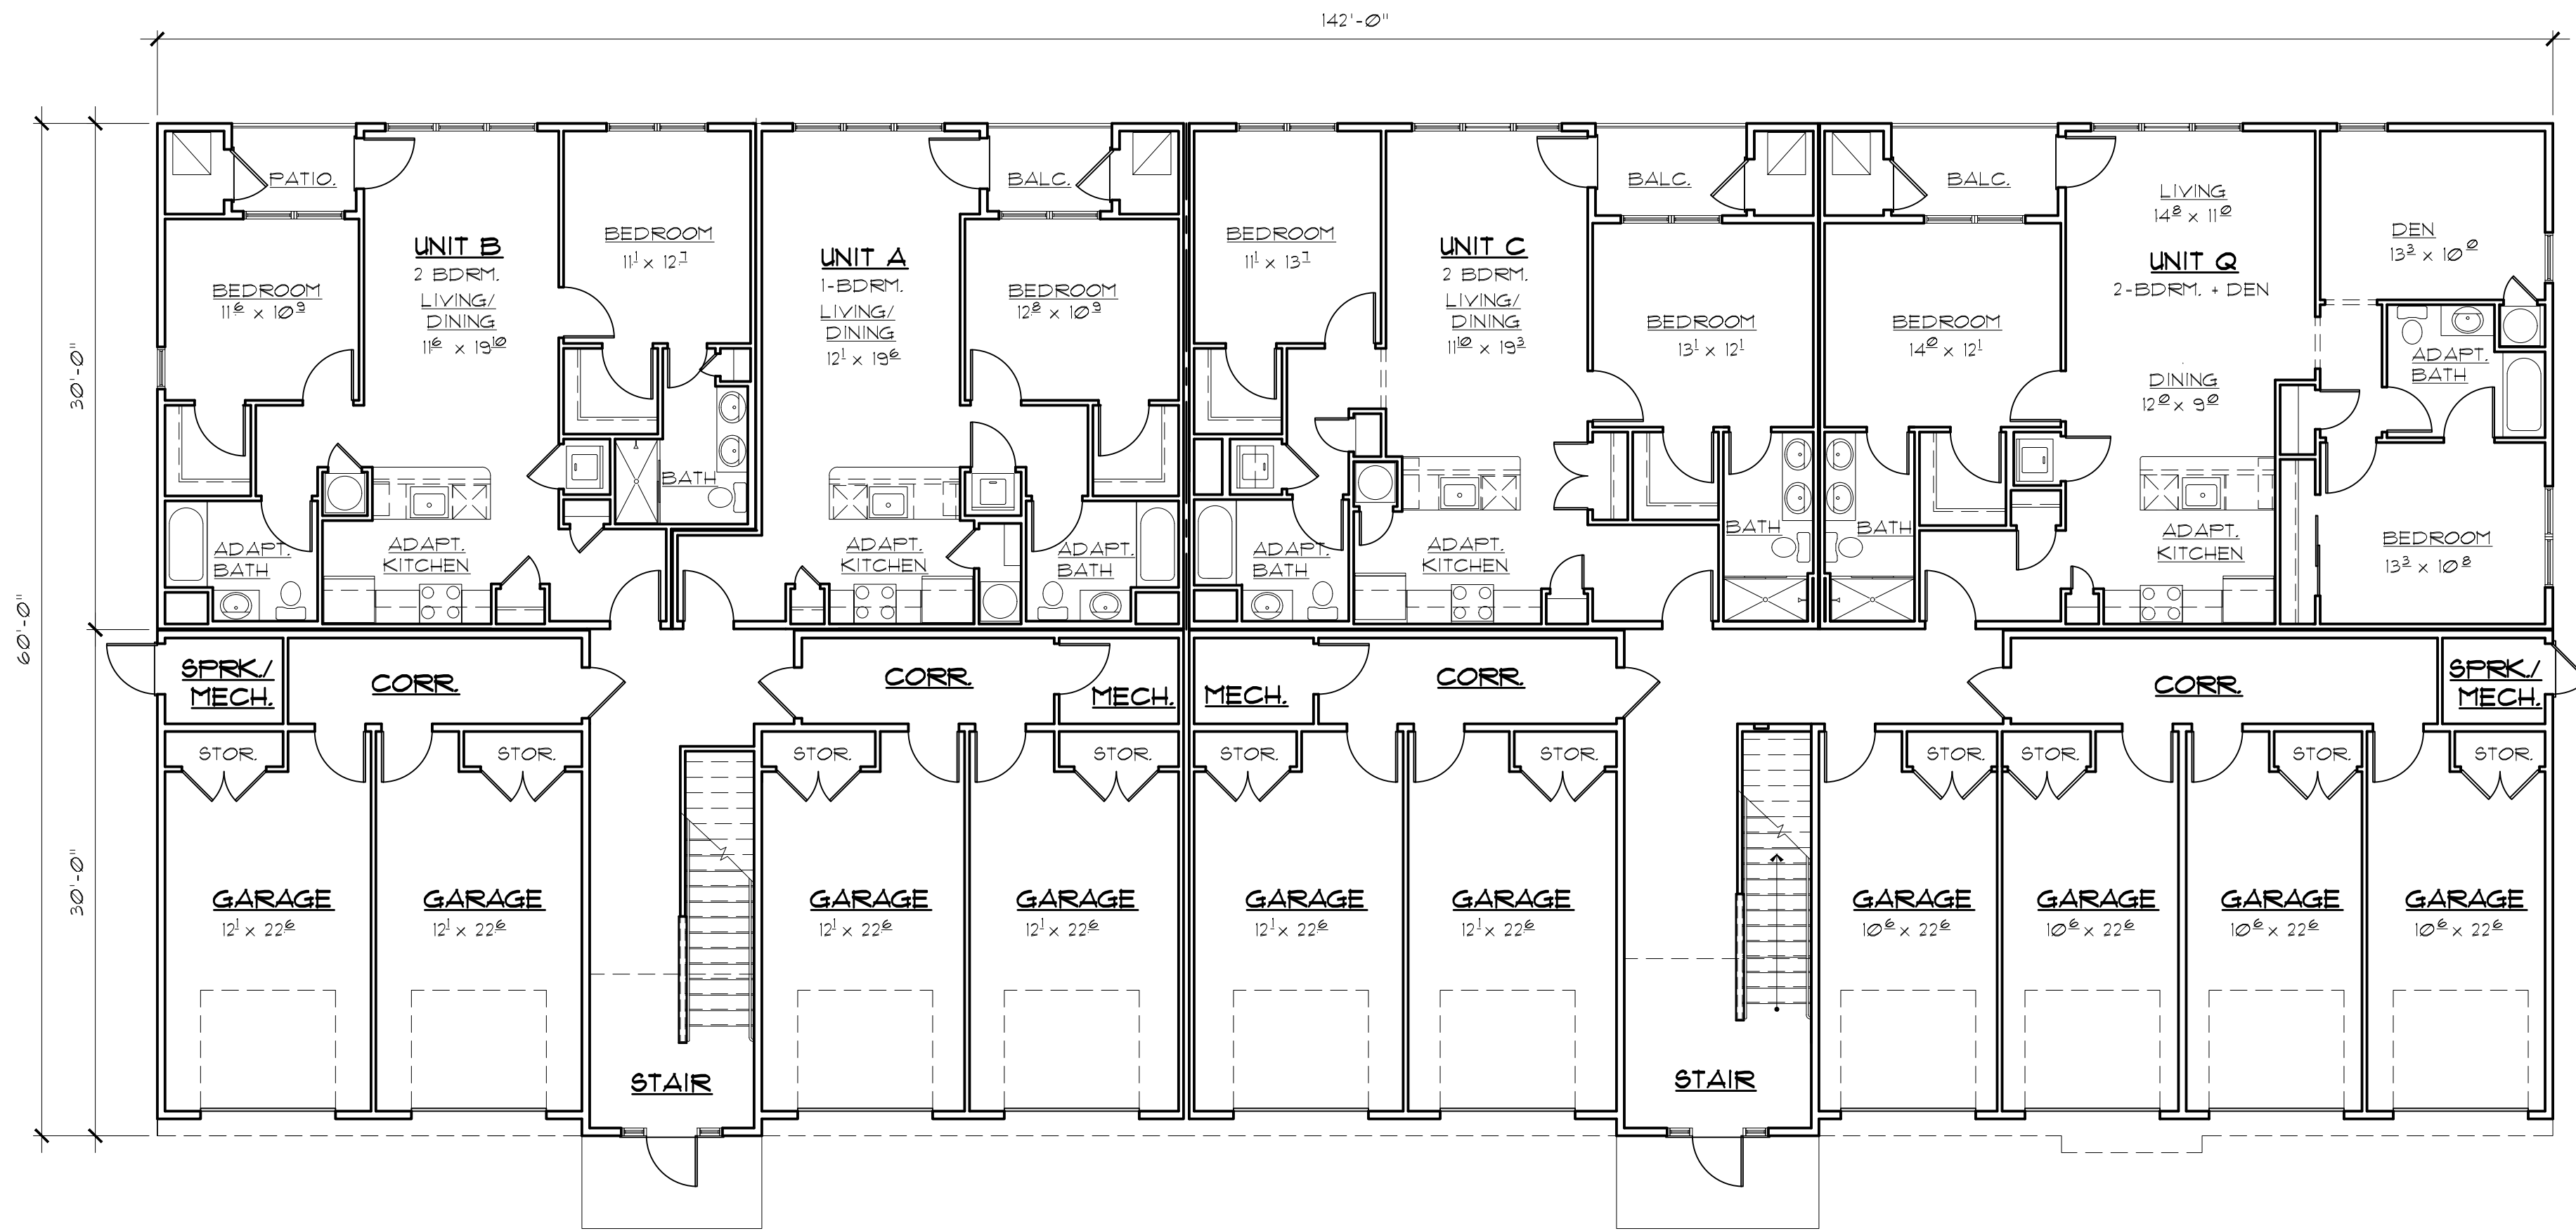 142'-0"
60'-0"
30'-0"
30'-0"
PATIO.
BEDROOM
11⁶ x 10⁹
UNIT B
2 BDRM.
LIVING/
DINING
11⁶ x 19¹⁰
BEDROOM
11¹ x 12⁷
BATH
ADAPT.
BATH
ADAPT.
KITCHEN
UNIT A
1-BDRM.
LIVING/
DINING
12¹ x 19⁶
BALC.
BEDROOM
12⁸ x 10⁹
ADAPT.
KITCHEN
ADAPT.
BATH
BEDROOM
11¹ x 13⁷
UNIT C
2 BDRM.
LIVING/
DINING
11¹⁰ x 19³
BALC.
BEDROOM
13¹ x 12¹
ADAPT.
BATH
ADAPT.
KITCHEN
BATH
BALC.
BEDROOM
14⁰ x 12¹
BATH
LIVING
14⁸ x 11⁰
UNIT Q
2-BDRM. + DEN
DINING
12⁰ x 9⁰
ADAPT.
KITCHEN
DEN
13³ x 10⁰
ADAPT.
BATH
BEDROOM
13³ x 10⁸
SPRK./
MECH.
CORR.
CORR.
MECH.
MECH.
CORR.
CORR.
SPRK./
MECH.
STOR.
STOR.
STOR.
STOR.
STOR.
STOR.
STOR.
STOR.
STOR.
STOR.
GARAGE
12¹ x 22⁶
GARAGE
12¹ x 22⁶
GARAGE
12¹ x 22⁶
GARAGE
12¹ x 22⁶
GARAGE
12¹ x 22⁶
GARAGE
12¹ x 22⁶
GARAGE
10⁶ x 22⁶
GARAGE
10⁶ x 22⁶
GARAGE
10⁶ x 22⁶
GARAGE
10⁶ x 22⁶
STAIR
STAIR